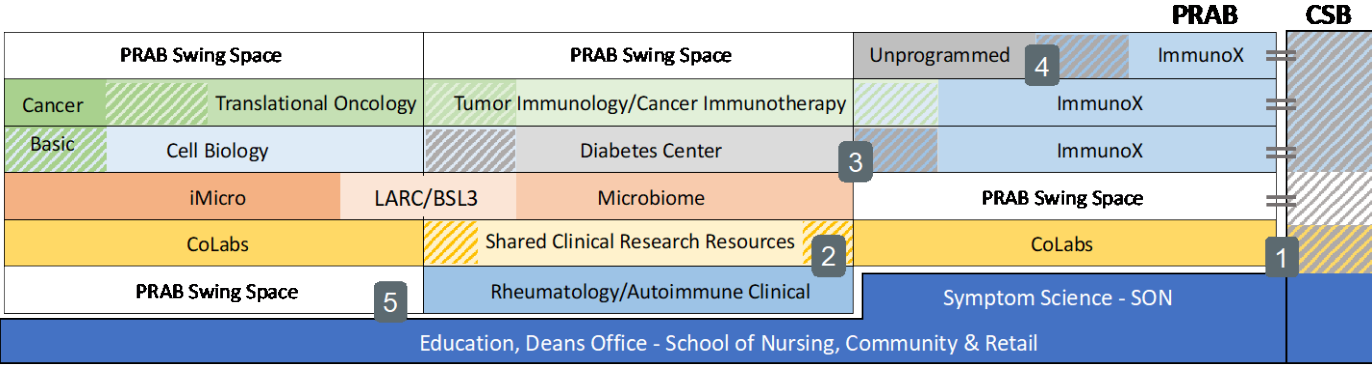 PRAB CSB
PRAB Swing Space PRAB Swing Space Unprogrammed 4 ImmunoX
Cancer Translational Oncology Tumor Immunology/Cancer Immunotherapy ImmunoX
Basic Cell Biology Diabetes Center 3 ImmunoX
iMicro LARC/BSL3 Microbiome PRAB Swing Space
CoLabs Shared Clinical Research Resources 2 CoLabs 1
PRAB Swing Space 5 Rheumatology/Autoimmune Clinical Symptom Science - SON
Education, Deans Office - School of Nursing, Community & Retail